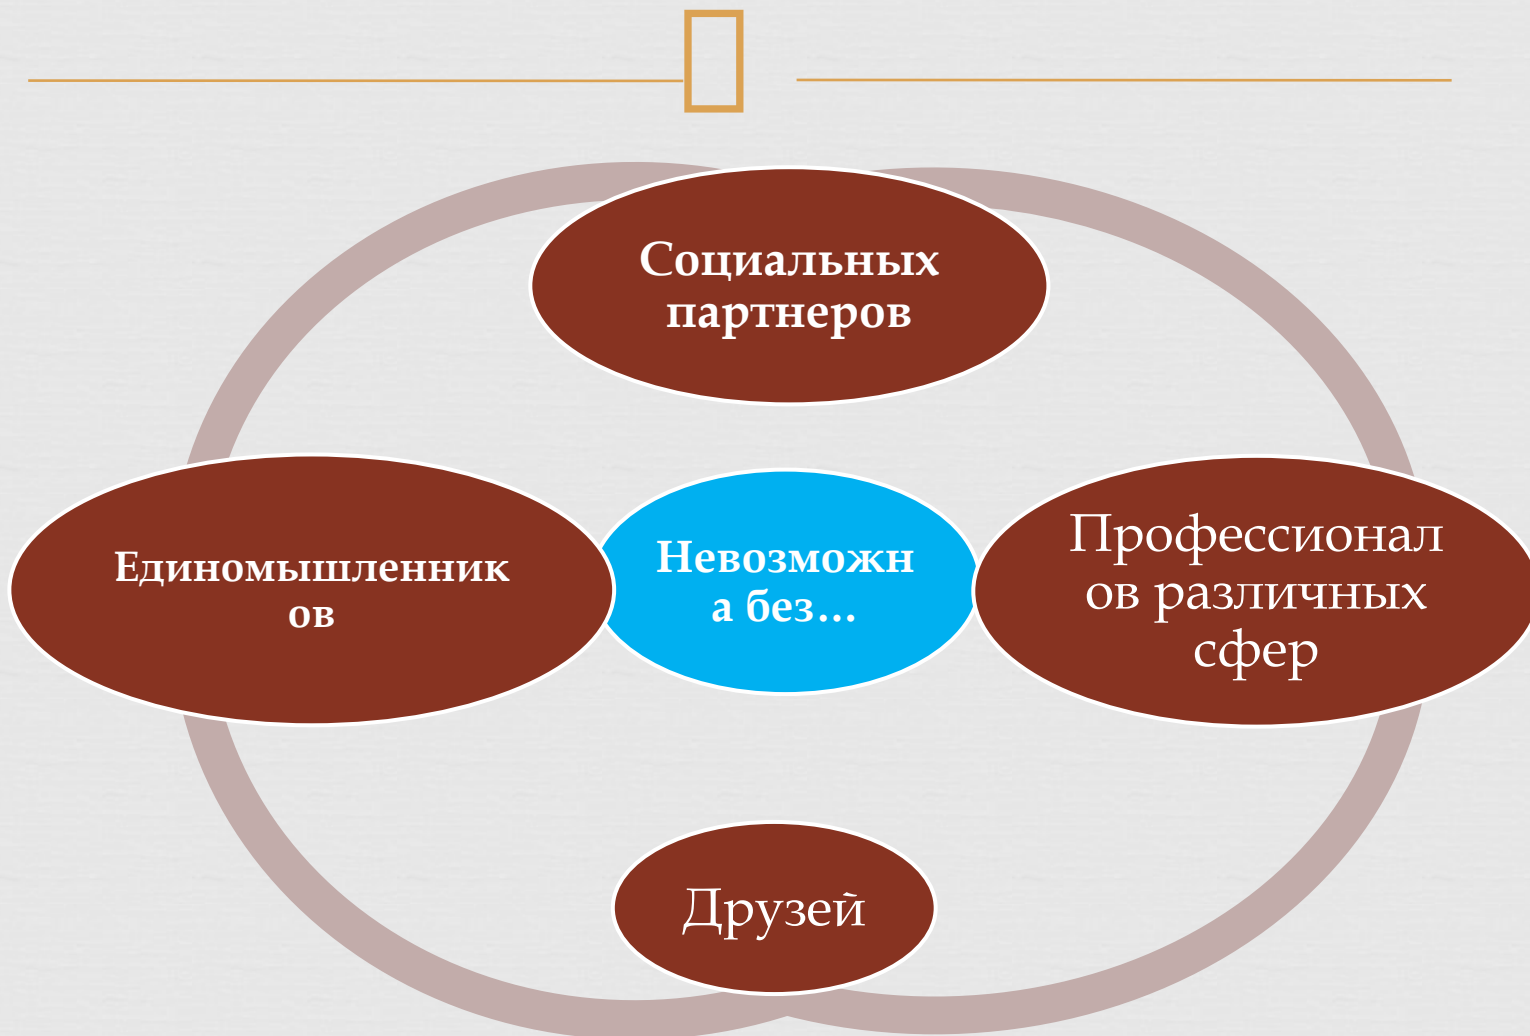 Социальных
партнеров
Единомышленник
ов
Невозможн
а без…
Профессионал
ов различных
сфер
Друзей